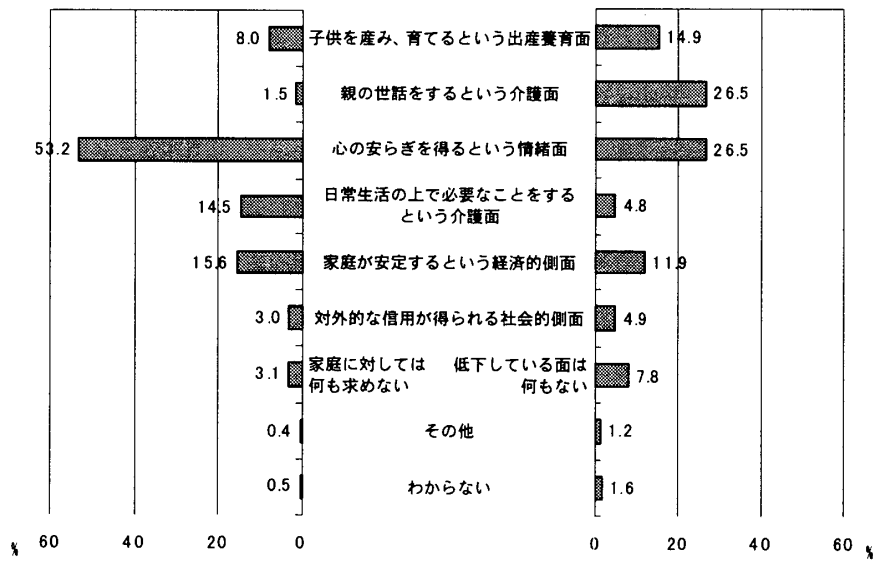 8.0 子供を産み、育てるという出産養育面 14.9
1.5 親の世話をするという介護面 26.5
53.2 心の安らぎを得るという情緒面 26.5
日常生活の上で必要なことをする
14.5 という介護面 4.8
15.6 家庭が安定するという経済的側面 11.9
3.0 対外的な信用が得られる社会的側面 4.9
家庭に対しては 低下している面は
3.1 何も求めない 何もない 7.8
0.4 その他 1.2
0.5 わからない 1.6
% 60 40 20 0 0 20 40 60 %